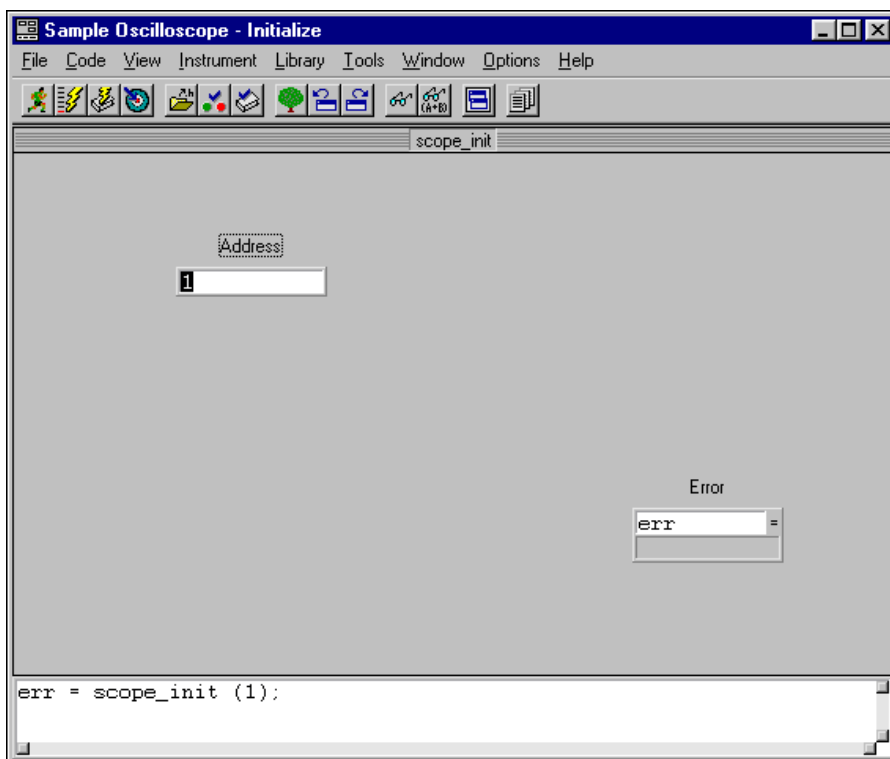 Sample Oscilloscope - Initialize
File Code View Instrument Library Tools Window Options Help
scope_init
Address
1
Error
err =
err = scope_init (1);